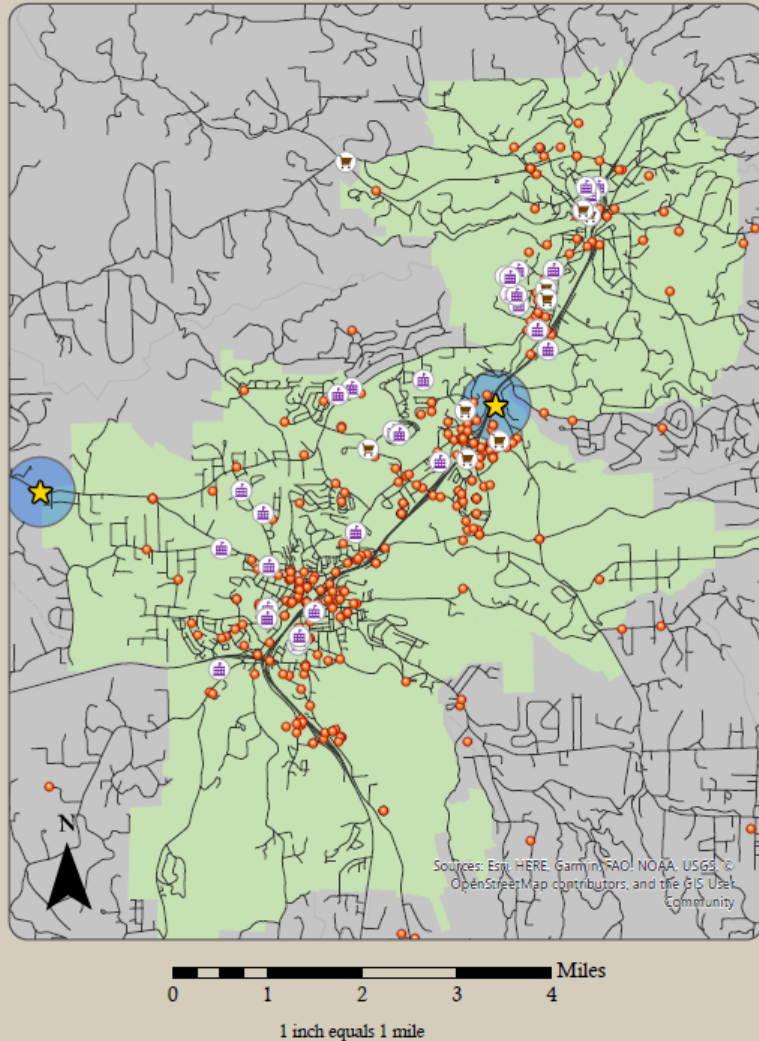 N
Sources: Esri, HERE, Garmin, FAO, NOAA, USGS, ©
OpenStreetMap contributors, and the GIS User
Community
Miles
0 1 2 3 4
1 inch equals 1 mile